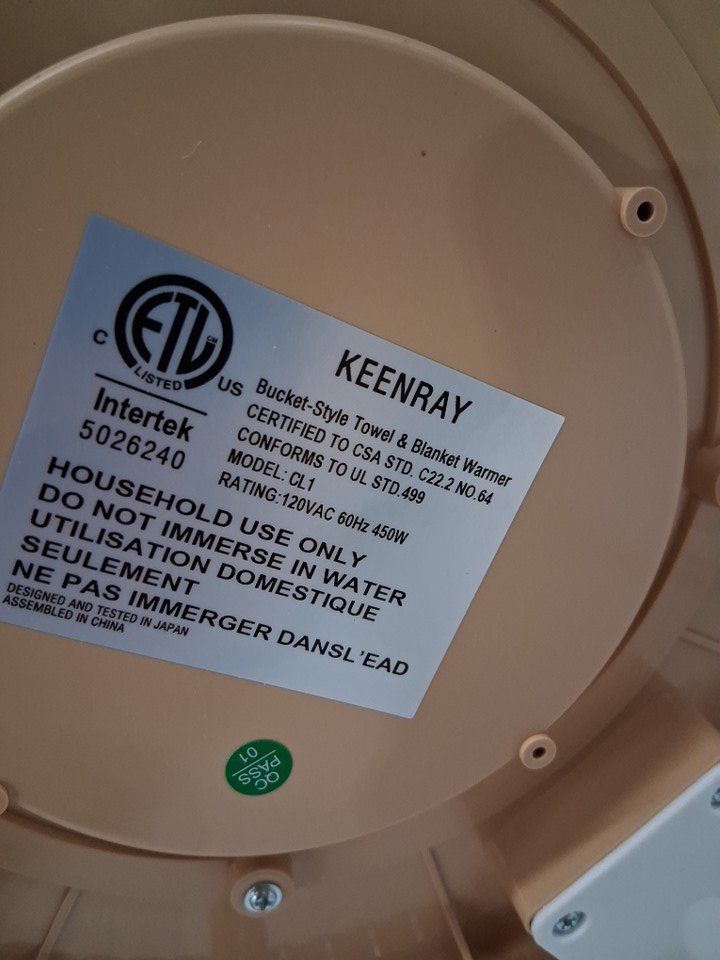 C ETL CM US
LISTED
Intertek
5026240
KEENRAY
Bucket-Style Towel & Blanket Warmer
CERTIFIED TO CSA STD. C22.2 NO.64
CONFORMS TO UL STD.499
MODEL: CL1
RATING:120VAC 60Hz 450W
HOUSEHOLD USE ONLY
DO NOT IMMERSE IN WATER
UTILISATION DOMESTIQUE
SEULEMENT
NE PAS IMMERGER DANSL'EAD
DESIGNED AND TESTED IN JAPAN
ASSEMBLED IN CHINA
QC
PASS
01